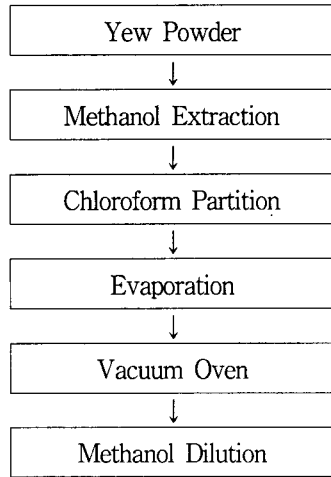 Yew Powder
↓
Methanol Extraction
↓
Chloroform Partition
↓
Evaporation
↓
Vacuum Oven
↓
Methanol Dilution